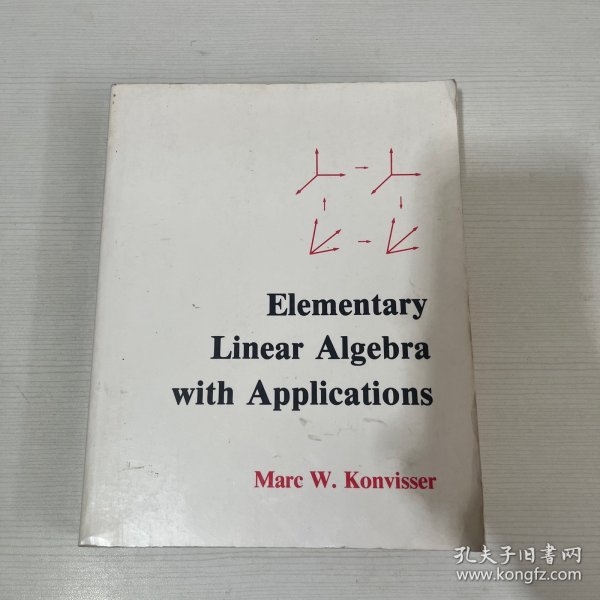 Elementary
Linear Algebra
with Applications
Marc W. Konvisser
孔夫子旧书网
www.kongfz.com